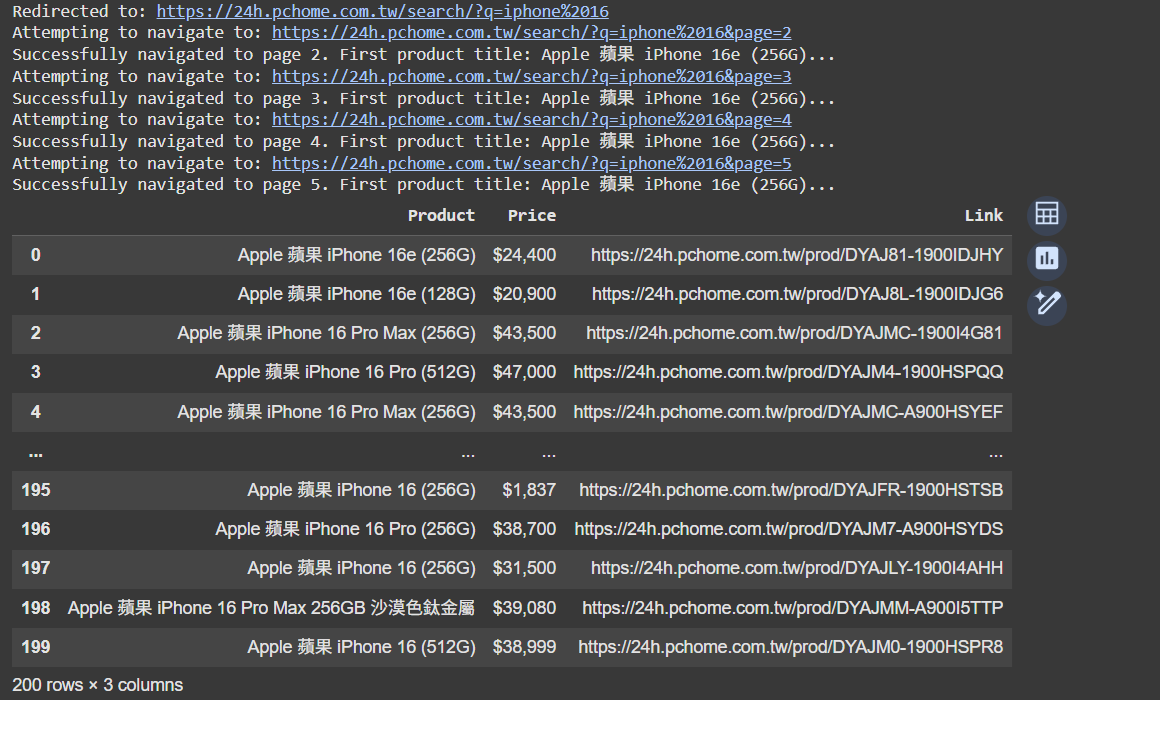 Redirected to: https://24h.pchome.com.tw/search/?q=iphone%2016
Attempting to navigate to: https://24h.pchome.com.tw/search/?q=iphone%2016&page=2
Successfully navigated to page 2. First product title: Apple 蘋果 iPhone 16e (256G)...
Attempting to navigate to: https://24h.pchome.com.tw/search/?q=iphone%2016&page=3
Successfully navigated to page 3. First product title: Apple 蘋果 iPhone 16e (256G)...
Attempting to navigate to: https://24h.pchome.com.tw/search/?q=iphone%2016&page=4
Successfully navigated to page 4. First product title: Apple 蘋果 iPhone 16e (256G)...
Attempting to navigate to: https://24h.pchome.com.tw/search/?q=iphone%2016&page=5
Successfully navigated to page 5. First product title: Apple 蘋果 iPhone 16e (256G)...
Product Price Link
0 Apple 蘋果 iPhone 16e (256G) $24,400 https://24h.pchome.com.tw/prod/DYAJ81-1900IDJHY
1 Apple 蘋果 iPhone 16e (128G) $20,900 https://24h.pchome.com.tw/prod/DYAJ8L-1900IDJG6
2 Apple 蘋果 iPhone 16 Pro Max (256G) $43,500 https://24h.pchome.com.tw/prod/DYAJMC-1900I4G81
3 Apple 蘋果 iPhone 16 Pro (512G) $47,000 https://24h.pchome.com.tw/prod/DYAJM4-1900HSPQQ
4 Apple 蘋果 iPhone 16 Pro Max (256G) $43,500 https://24h.pchome.com.tw/prod/DYAJMC-A900HSYEF
... ... ... ...
195 Apple 蘋果 iPhone 16 (256G) $1,837 https://24h.pchome.com.tw/prod/DYAJFR-1900HSTSB
196 Apple 蘋果 iPhone 16 Pro (256G) $38,700 https://24h.pchome.com.tw/prod/DYAJM7-A900HSYDS
197 Apple 蘋果 iPhone 16 (256G) $31,500 https://24h.pchome.com.tw/prod/DYAJLY-1900I4AHH
198 Apple 蘋果 iPhone 16 Pro Max 256GB 沙漠色鈦金屬 $39,080 https://24h.pchome.com.tw/prod/DYAJMM-A900I5TTP
199 Apple 蘋果 iPhone 16 (512G) $38,999 https://24h.pchome.com.tw/prod/DYAJM0-1900HSPR8
200 rows × 3 columns